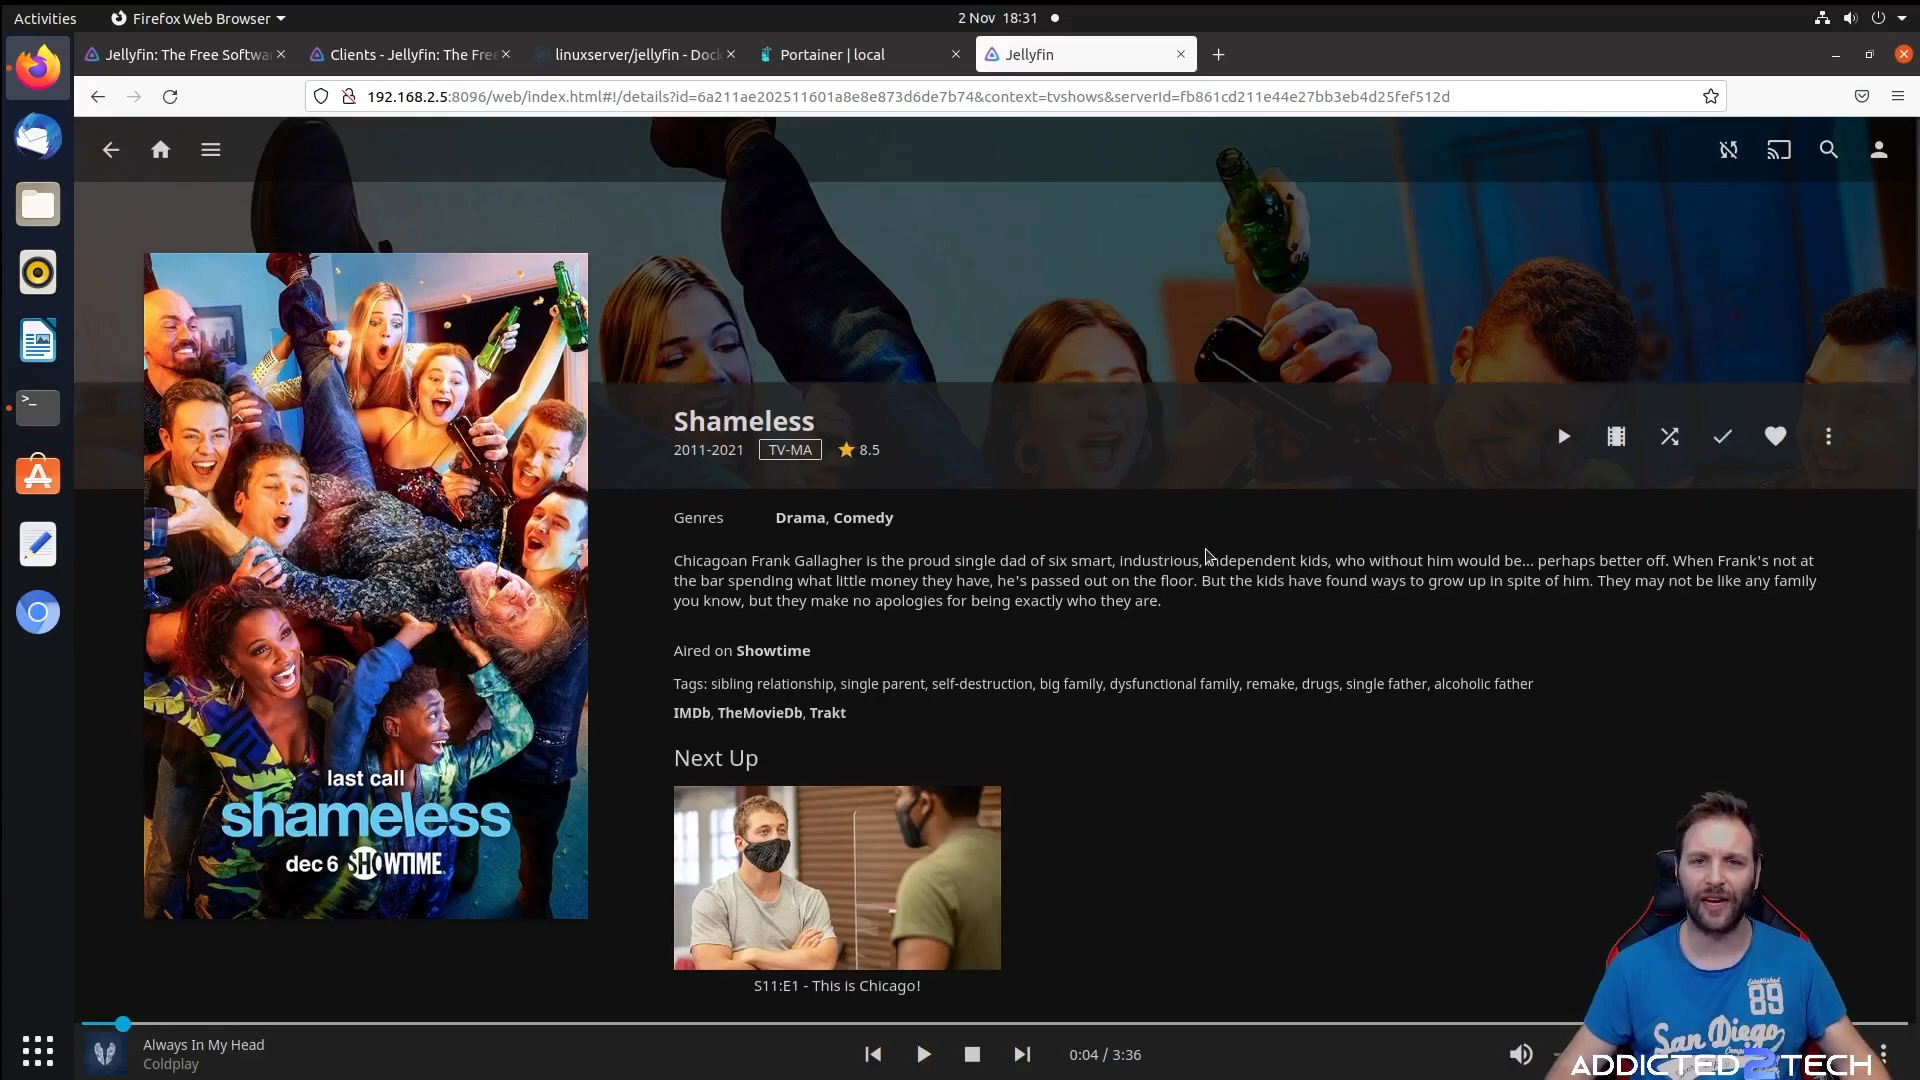 Activities
Firefox Web Browser
2 Nov 18:31
Jellyfin: The Free Softwa
Clients - Jellyfin: The Free
linuxserver/jellyfin - Dock
Portainer | local
Jellyfin
192.168.2.5:8096/web/index.html#!/details?id=6a211ae202511601a8e8e873d6de7b74&context=tvshows&serverId=fb861cd211e44e27bb3eb4d25fef512d
Shameless
2011-2021 TV-MA 8.5
Genres Drama, Comedy
Chicagoan Frank Gallagher is the proud single dad of six smart, industrious, independent kids, who without him would be... perhaps better off. When Frank's not at
the bar spending what little money they have, he's passed out on the floor. But the kids have found ways to grow up in spite of him. They may not be like any family
you know, but they make no apologies for being exactly who they are.
Aired on Showtime
Tags: sibling relationship, single parent, self-destruction, big family, dysfunctional family, remake, drugs, single father, alcoholic father
IMDb, TheMovieDb, Trakt
Next Up
S11:E1 - This is Chicago!
last call
shameless
dec 6 SHOWTIME
Always In My Head
Coldplay
0:04 / 3:36
89
San Diego
ADDICTED2TECH